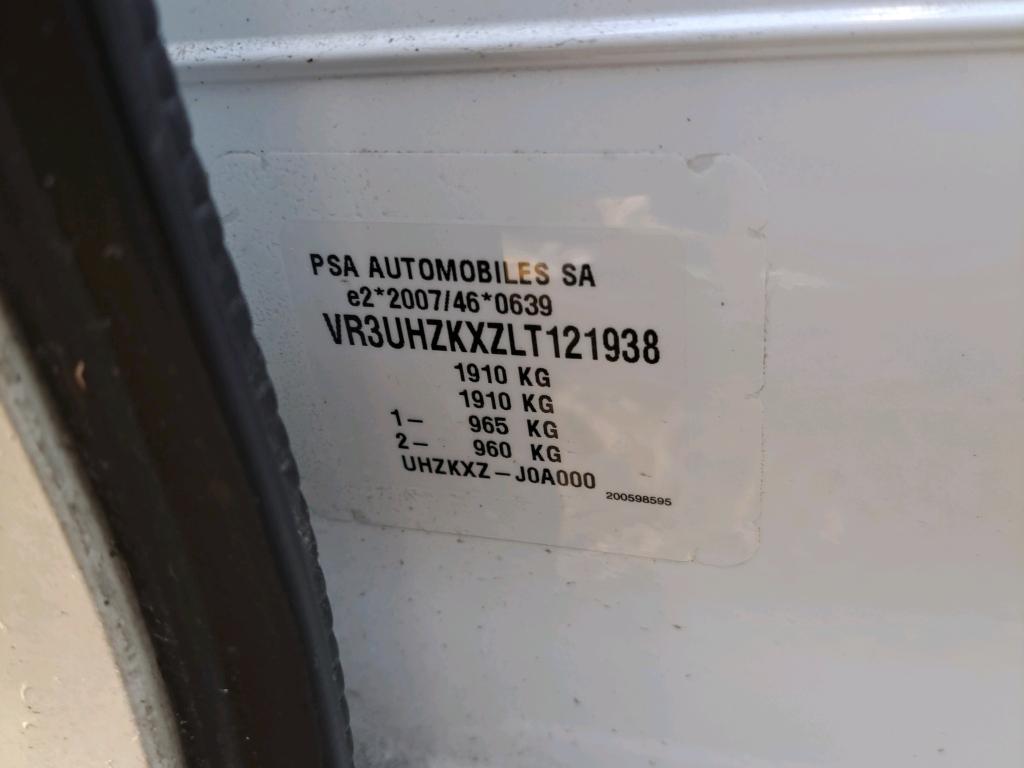 PSA AUTOMOBILES SA
e2*2007/46*0639
VR3UHZKXZLT121938
1910 KG
1910 KG
1- 965 KG
2- 960 KG
UHZKXZ-J0A000
200598595